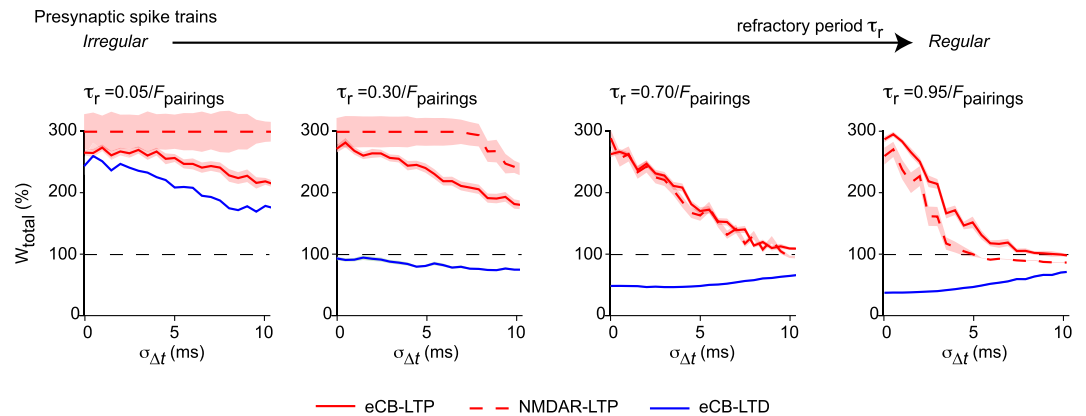 Presynaptic spike trains
Irregular
refractory period τr
Regular
τr =0.05/Fpairings
τr =0.30/Fpairings
τr =0.70/Fpairings
τr =0.95/Fpairings
Wtotal (%)
300
200
100
0
300
200
100
0
300
200
100
0
300
200
100
0
0 5 10
0 5 10
0 5 10
0 5 10
σΔt (ms)
σΔt (ms)
σΔt (ms)
σΔt (ms)
eCB-LTP
NMDAR-LTP
eCB-LTD